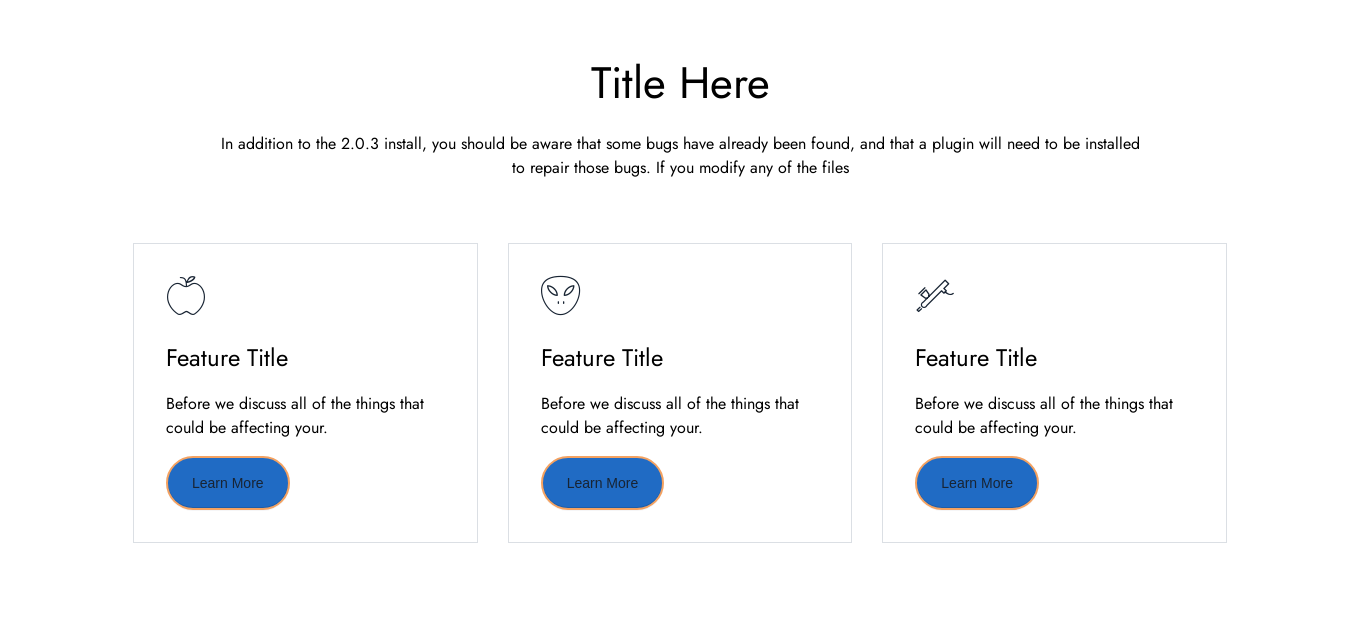 Title Here
In addition to the 2.0.3 install, you should be aware that some bugs have already been found, and that a plugin will need to be installed
to repair those bugs. If you modify any of the files
Feature Title
Before we discuss all of the things that
could be affecting your.
Learn More
Feature Title
Before we discuss all of the things that
could be affecting your.
Learn More
Feature Title
Before we discuss all of the things that
could be affecting your.
Learn More